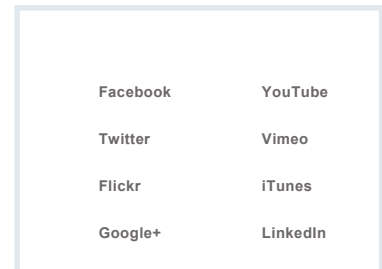 Facebook YouTube
Twitter Vimeo
Flickr iTunes
Google+ LinkedIn